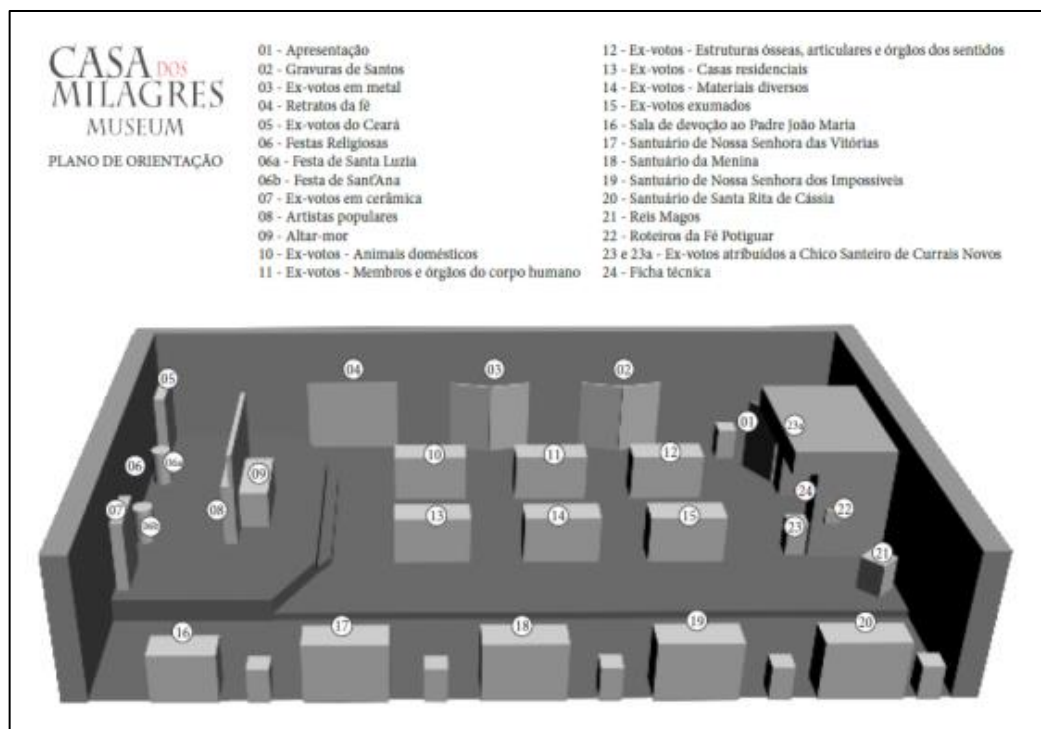 CASA DOS
MILAGRES
MUSEUM
PLANO DE ORIENTAÇÃO
01 - Apresentação
02 - Gravuras de Santos
03 - Ex-votos em metal
04 - Retratos da fé
05 - Ex-votos do Ceará
06 - Festas Religiosas
06a - Festa de Santa Luzia
06b - Festa de Sant'Ana
07 - Ex-votos em cerâmica
08 - Artistas populares
09 - Altar-mor
10 - Ex-votos - Animais domésticos
11 - Ex-votos - Membros e órgãos do corpo humano
12 - Ex-votos - Estruturas ósseas, articulares e órgãos dos sentidos
13 - Ex-votos - Casas residenciais
14 - Ex-votos - Materiais diversos
15 - Ex-votos exumados
16 - Sala de devoção ao Padre João Maria
17 - Santuário de Nossa Senhora das Vitórias
18 - Santuário da Menina
19 - Santuário de Nossa Senhora dos Impossíveis
20 - Santuário de Santa Rita de Cássia
21 - Reis Magos
22 - Roteiros da Fé Potiguar
23 e 23a - Ex-votos atribuídos a Chico Santeiro de Currais Novos
24 - Ficha técnica
04
03
02
05
01
23a
10
11
12
06
06a
09
24
07
06b
08
13
14
15
23
22
21
16
17
18
19
20